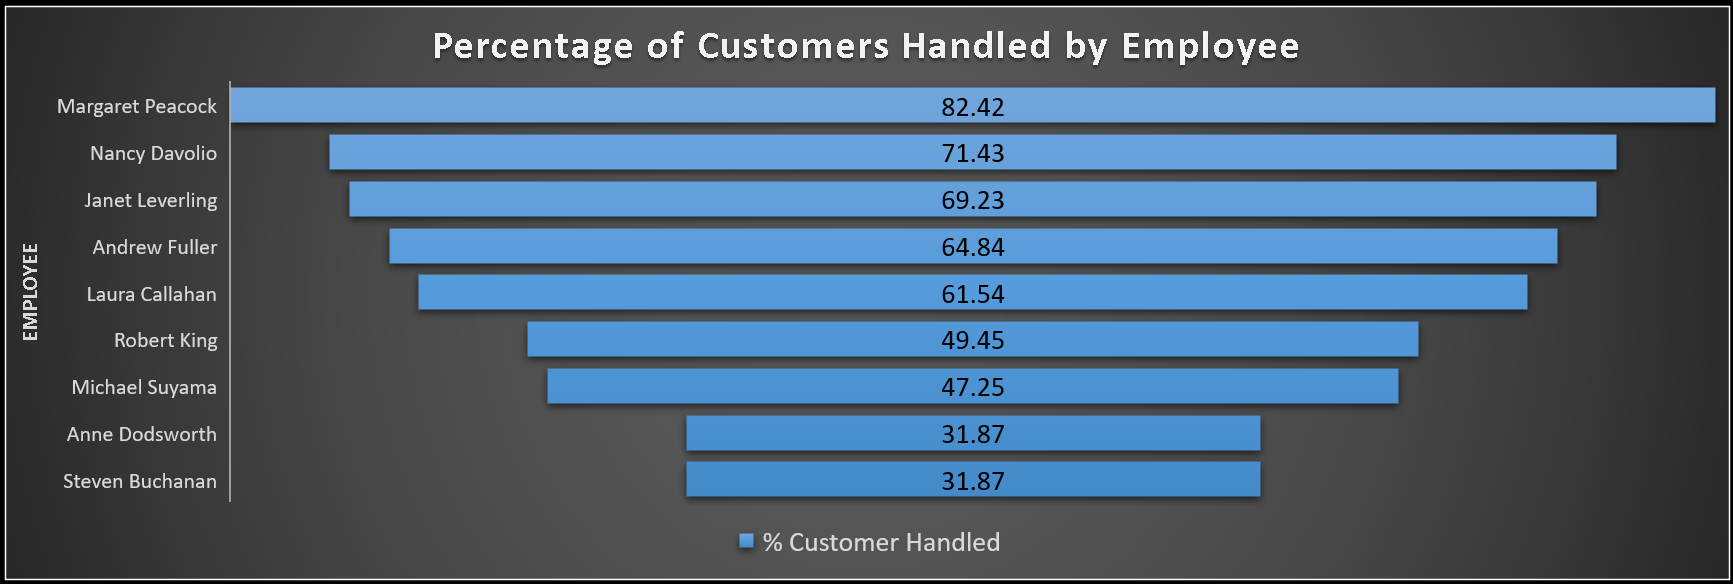 Percentage of Customers Handled by Employee
EMPLOYEE
Margaret Peacock 82.42
Nancy Davolio 71.43
Janet Leverling 69.23
Andrew Fuller 64.84
Laura Callahan 61.54
Robert King 49.45
Michael Suyama 47.25
Anne Dodsworth 31.87
Steven Buchanan 31.87
% Customer Handled